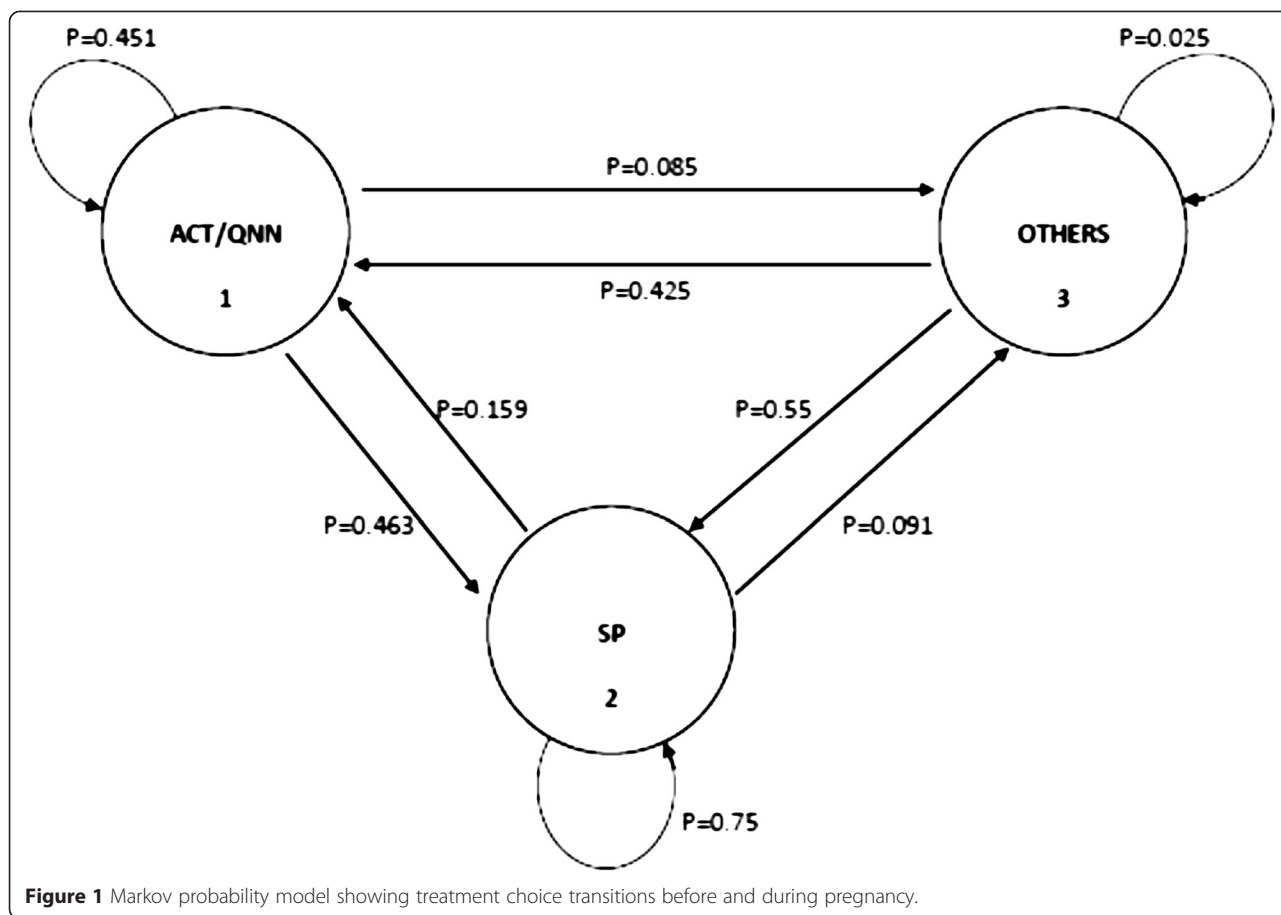 P=0.451
P=0.025
P=0.085
ACT/QNN
OTHERS
P=0.425
1
3
P=0.159
P=0.55
P=0.463
P=0.091
SP
2
P=0.75
Figure 1 Markov probability model showing treatment choice transitions before and during pregnancy.